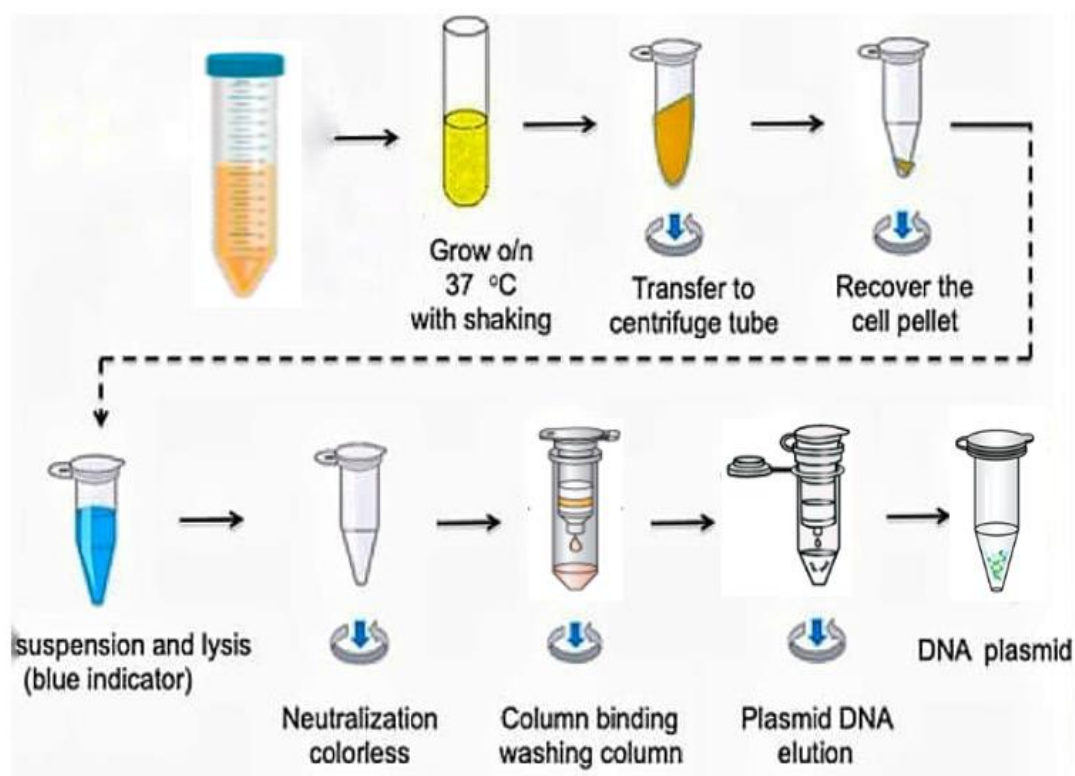 Grow o/n
37 °C
with shaking
Transfer to
centrifuge tube
Recover the
cell pellet
suspension and lysis
(blue indicator)
Neutralization
colorless
Column binding
washing column
Plasmid DNA
elution
DNA plasmid